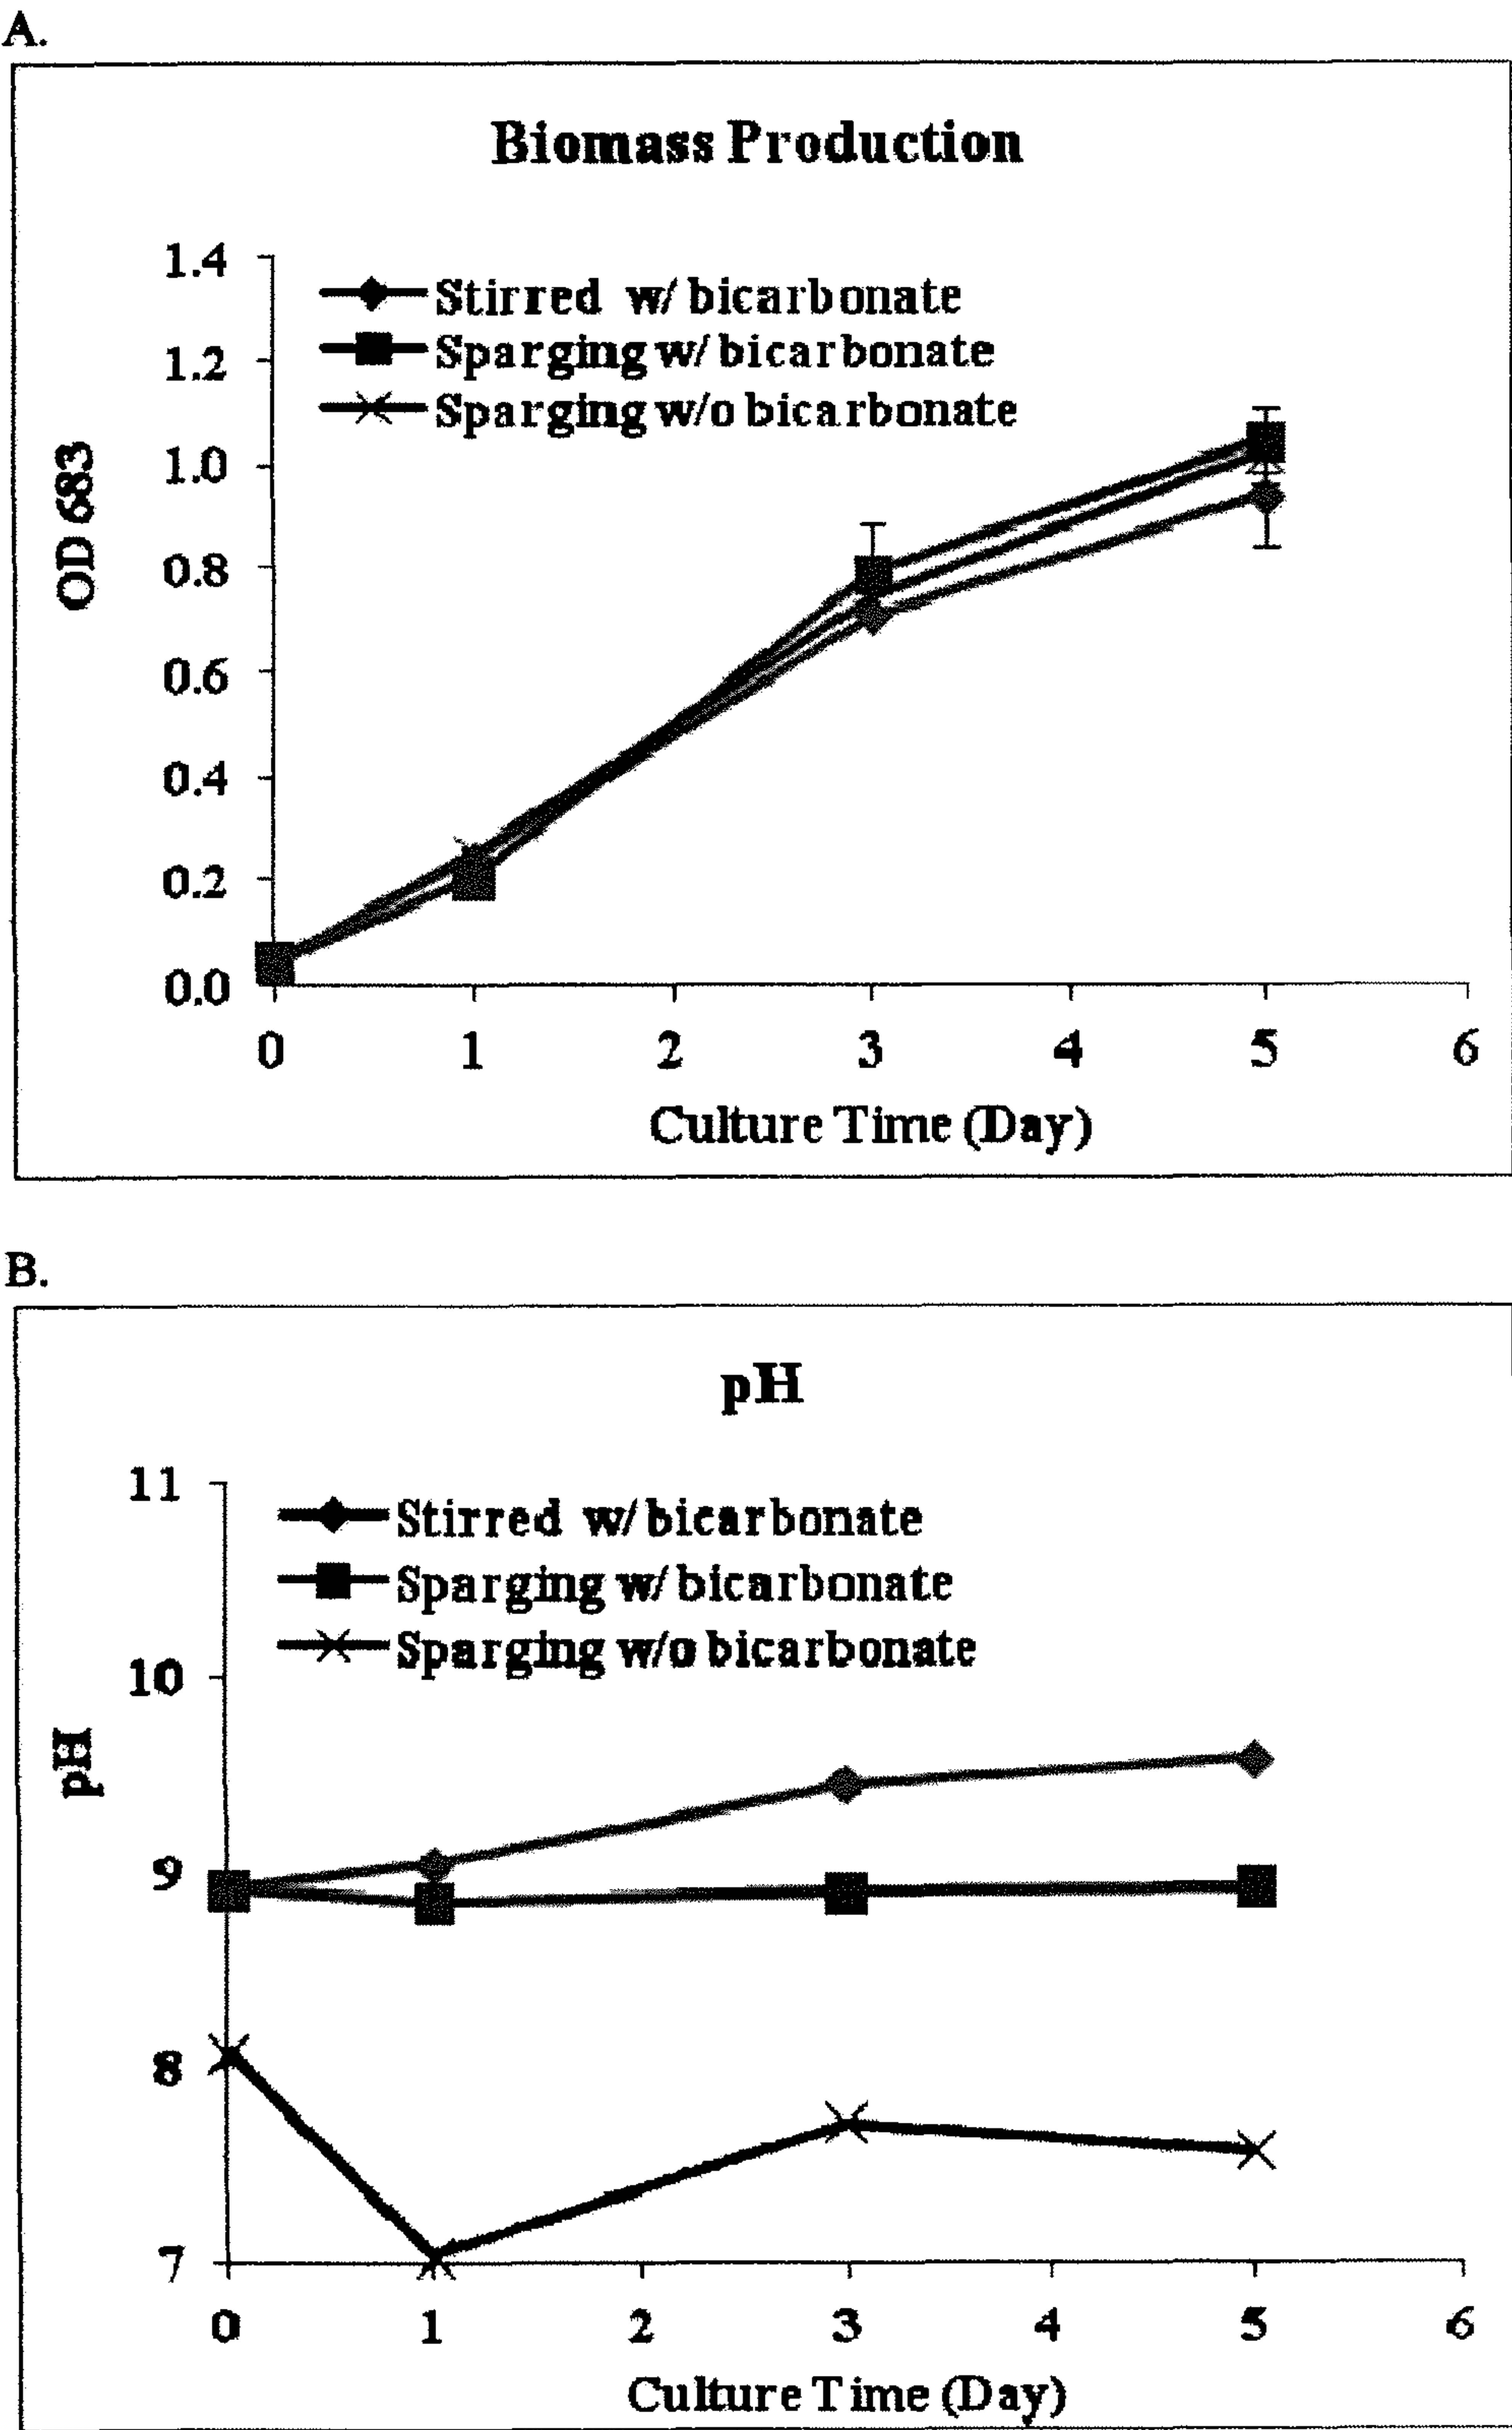 A.
Biomass Production
1.4
1.2
1.0
0.8
0.6
0.4
0.2
0.0
OD 683
Stirred w/ bicarbonate
Sparging w/ bicarbonate
Sparging w/o bicarbonate
0 1 2 3 4 5 6
Culture Time (Day)
B.
pH
11
10
9
8
7
pH
Stirred w/ bicarbonate
Sparging w/ bicarbonate
Sparging w/o bicarbonate
0 1 2 3 4 5 6
Culture Time (Day)